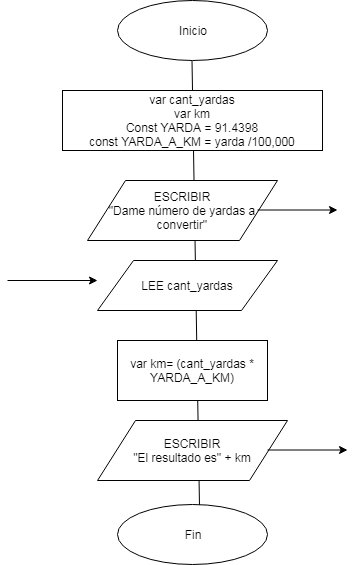 Inicio
var cant_yardas
var km
Const YARDA = 91.4398
const YARDA_A_KM = yarda /100,000
ESCRIBIR
"Dame número de yardas a
convertir"
LEE cant_yardas
var km= (cant_yardas *
YARDA_A_KM)
ESCRIBIR
"El resultado es" + km
Fin